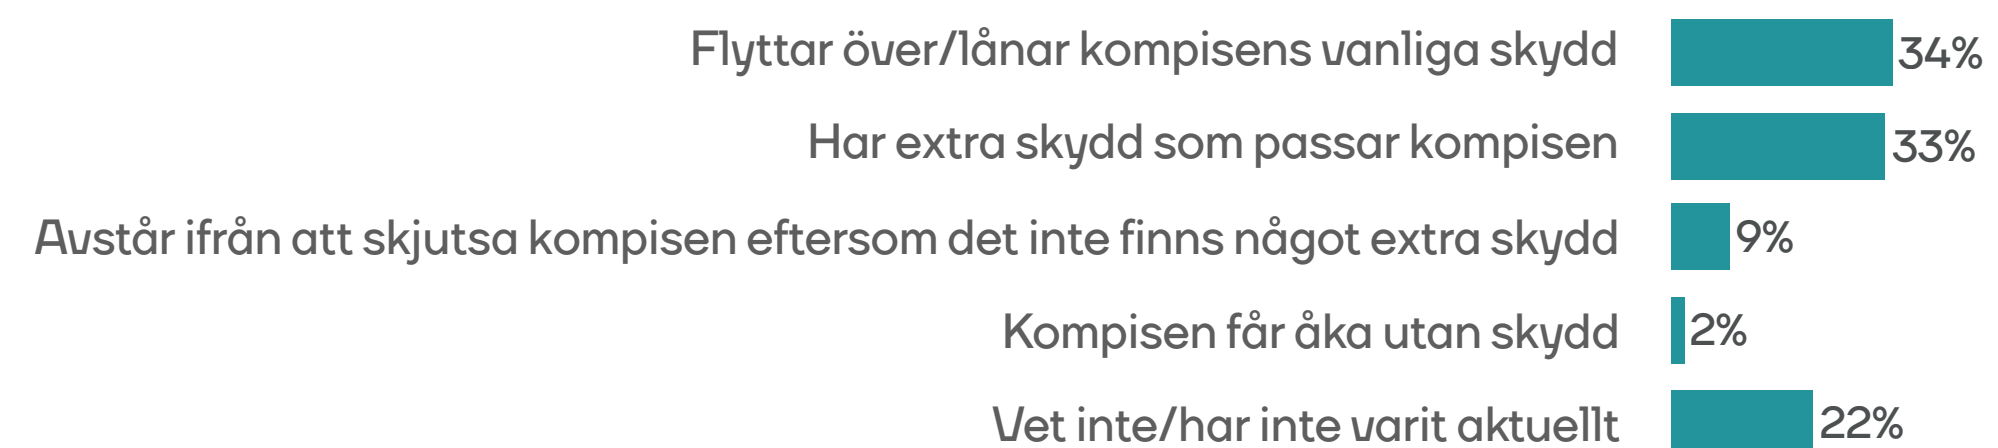 Flyttar över/lånar kompisens vanliga skydd 34%
Har extra skydd som passar kompisen 33%
Avstår ifrån att skjutsa kompisen eftersom det inte finns något extra skydd 9%
Kompisen får åka utan skydd 2%
Vet inte/har inte varit aktuellt 22%